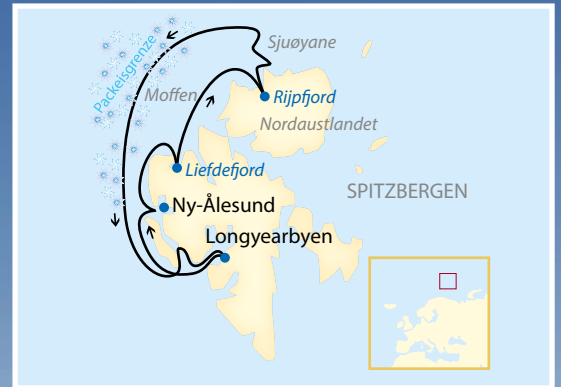 Sjuøyane
Packeisgrenze
Moffen
Rijpfjord
Nordaustlandet
Liefdefjord
SPITZBERGEN
Ny-Ålesund
Longyearbyen